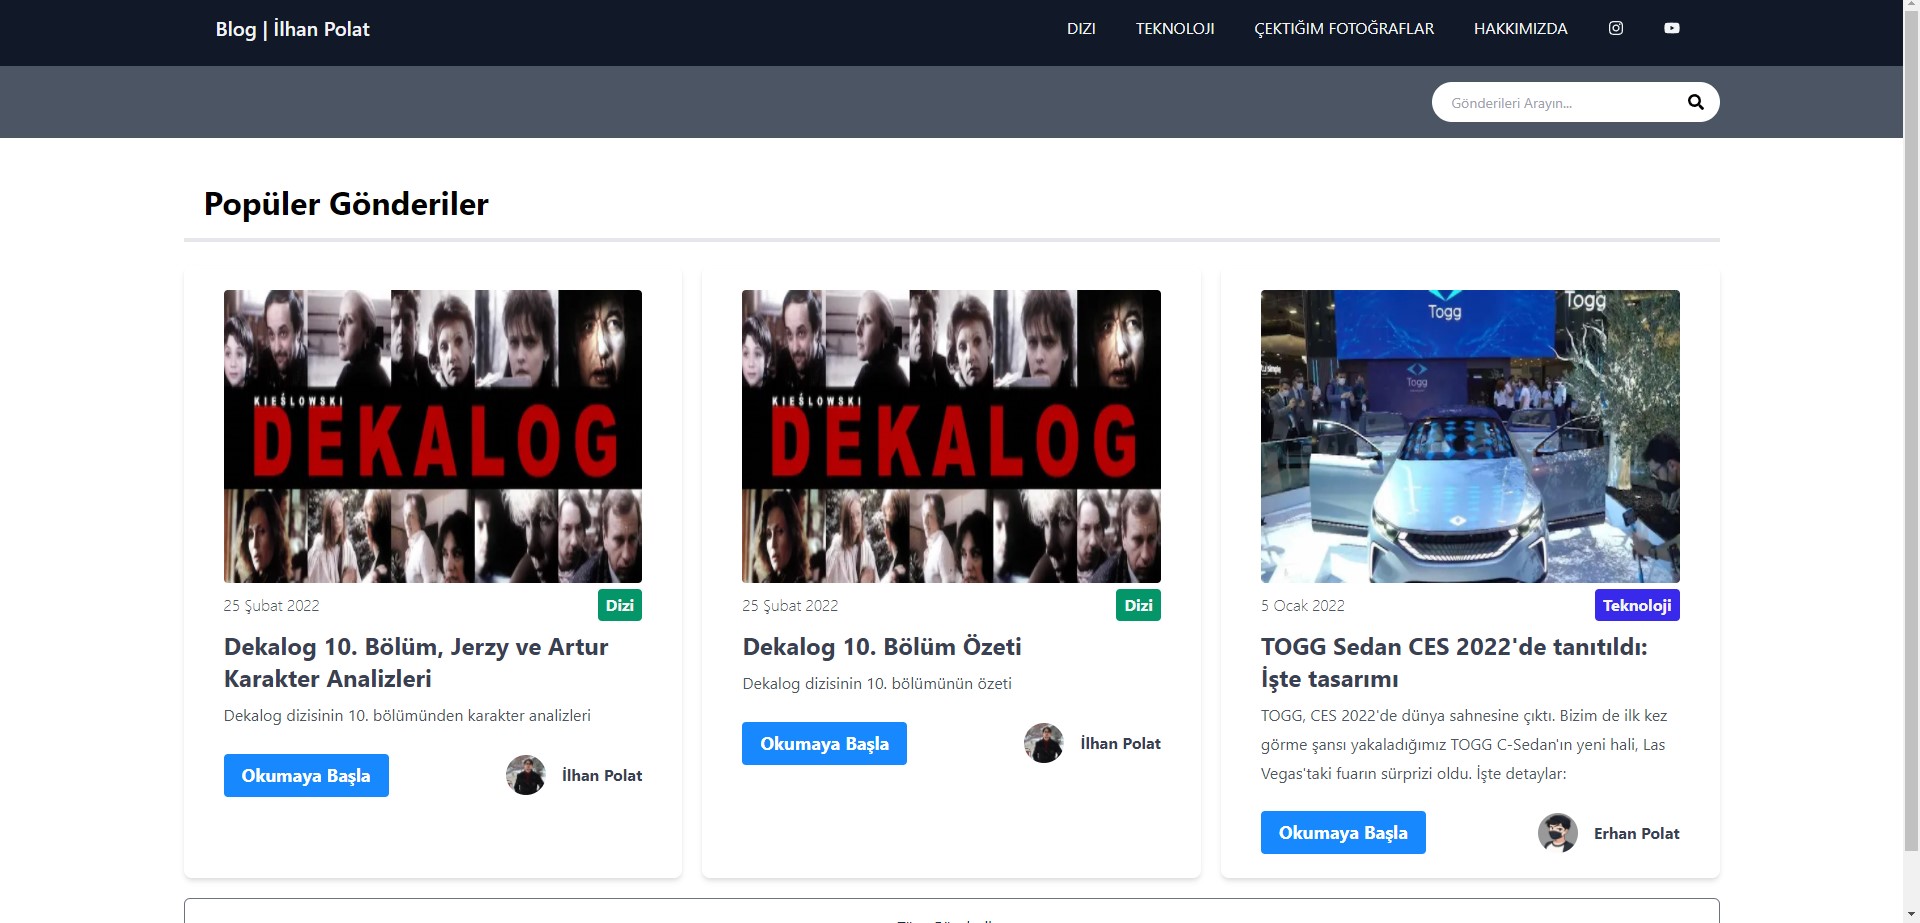 Blog | İlhan Polat
DIZI
TEKNOLOJI
ÇEKTIĞIM FOTOĞRAFLAR
HAKKIMIZDA
Gönderileri Arayın...
Popüler Gönderiler
KIEŚLOWSKI
DEKALOG
25 Şubat 2022
Dizi
Dekalog 10. Bölüm, Jerzy ve Artur
Karakter Analizleri
Dekalog dizisinin 10. bölümünden karakter analizleri
Okumaya Başla
İlhan Polat
KIEŚLOWSKI
DEKALOG
25 Şubat 2022
Dizi
Dekalog 10. Bölüm Özeti
Dekalog dizisinin 10. bölümünün özeti
Okumaya Başla
İlhan Polat
Togg
Togg
Togg
5 Ocak 2022
Teknoloji
TOGG Sedan CES 2022'de tanıtıldı:
İşte tasarımı
TOGG, CES 2022'de dünya sahnesine çıktı. Bizim de ilk kez
görme şansı yakaladığımız TOGG C-Sedan'ın yeni hali, Las
Vegas'taki fuarın sürprizi oldu. İşte detaylar:
Okumaya Başla
Erhan Polat